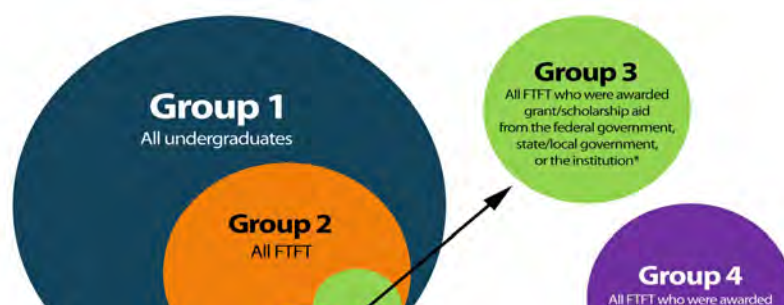 Group 1
All undergraduates
Group 2
All FTFT
Group 3
All FTFT who were awarded
grant/scholarship aid
from the federal government,
state/local government,
or the institution*
Group 4
All FTFT who were awarded